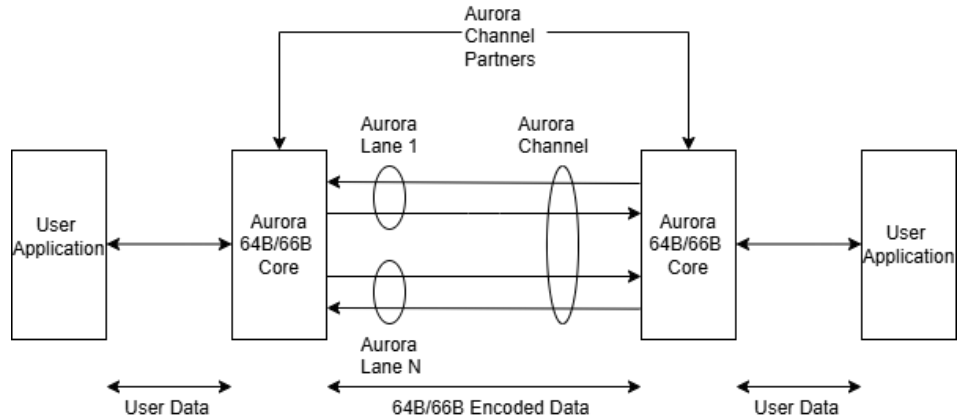 Aurora
Channel
Partners
Aurora
Lane 1
Aurora
Channel
User
Application
Aurora
64B/66B
Core
Aurora
64B/66B
Core
User
Application
Aurora
Lane N
User Data
64B/66B Encoded Data
User Data